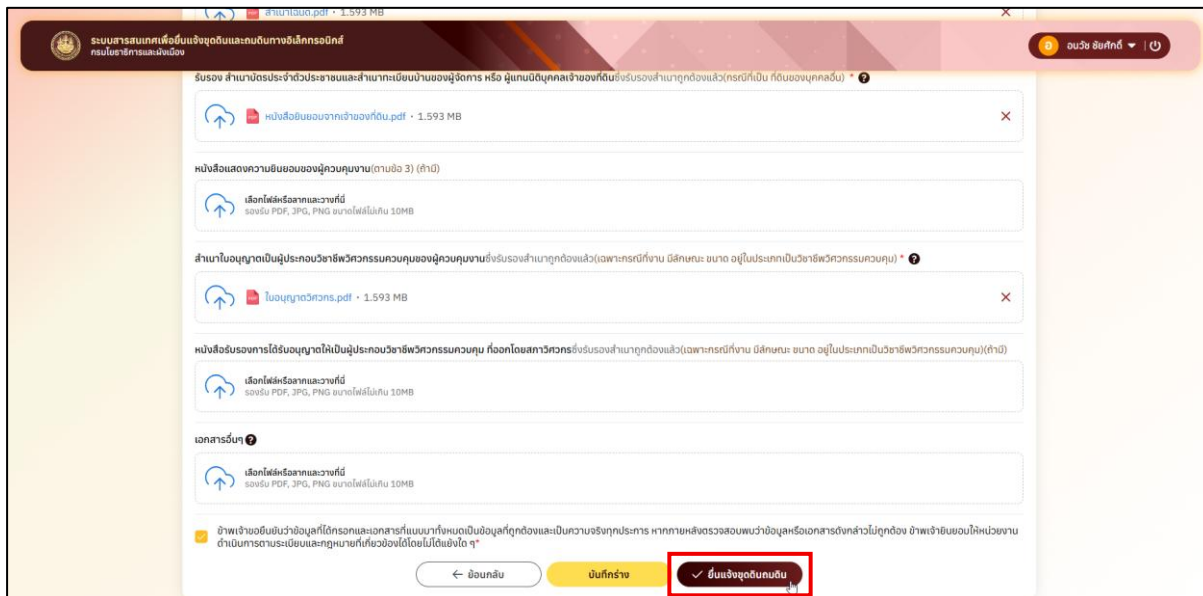 สำเนาโฉนด.pdf • 1.593 MB
ระบบสารสนเทศเพื่อยื่นแจ้งขุดดินและถมดินทางอิเล็กทรอนิกส์
กรมโยธาธิการและผังเมือง
อ อนวัช ชัยศักดิ์
รับรอง สำเนาบัตรประจำตัวประชาชนและสำเนาทะเบียนบ้านของผู้จัดการ หรือ ผู้แทนนิติบุคคลเจ้าของที่ดินซึ่งรับรองสำเนาถูกต้องแล้ว(กรณีที่เป็น ที่ดินของบุคคลอื่น) *
หนังสือยินยอมจากเจ้าของที่ดิน.pdf • 1.593 MB
หนังสือแสดงความยินยอมของผู้ควบคุมงาน(ตามข้อ 3) (ถ้ามี)
เลือกไฟล์หรือลากและวางที่นี่
รองรับ PDF, JPG, PNG ขนาดไฟล์ไม่เกิน 10MB
สำเนาใบอนุญาตเป็นผู้ประกอบวิชาชีพวิศวกรรมควบคุมของผู้ควบคุมงานซึ่งรับรองสำเนาถูกต้องแล้ว(เฉพาะกรณีที่งาน มีลักษณะ ขนาด อยู่ในประเภทเป็นวิชาชีพวิศวกรรมควบคุม) *
ใบอนุญาตวิศวกร.pdf • 1.593 MB
หนังสือรับรองการได้รับอนุญาตให้เป็นผู้ประกอบวิชาชีพวิศวกรรมควบคุม ที่ออกโดยสภาวิศวกรซึ่งรับรองสำเนาถูกต้องแล้ว(เฉพาะกรณีที่งาน มีลักษณะ ขนาด อยู่ในประเภทเป็นวิชาชีพวิศวกรรมควบคุม)(ถ้ามี)
เลือกไฟล์หรือลากและวางที่นี่
รองรับ PDF, JPG, PNG ขนาดไฟล์ไม่เกิน 10MB
เอกสารอื่นๆ
เลือกไฟล์หรือลากและวางที่นี่
รองรับ PDF, JPG, PNG ขนาดไฟล์ไม่เกิน 10MB
ข้าพเจ้าขอยืนยันว่าข้อมูลที่ได้กรอกและเอกสารที่แนบมาทั้งหมดเป็นข้อมูลที่ถูกต้องและเป็นความจริงทุกประการ หากภายหลังตรวจสอบพบว่าข้อมูลหรือเอกสารดังกล่าวไม่ถูกต้อง ข้าพเจ้ายินยอมให้หน่วยงาน
ดำเนินการตามระเบียบและกฎหมายที่เกี่ยวข้องได้โดยไม่โต้แย้งใด ๆ*
← ย้อนกลับ บันทึกร่าง ✓ ยื่นแจ้งขุดดินถมดิน